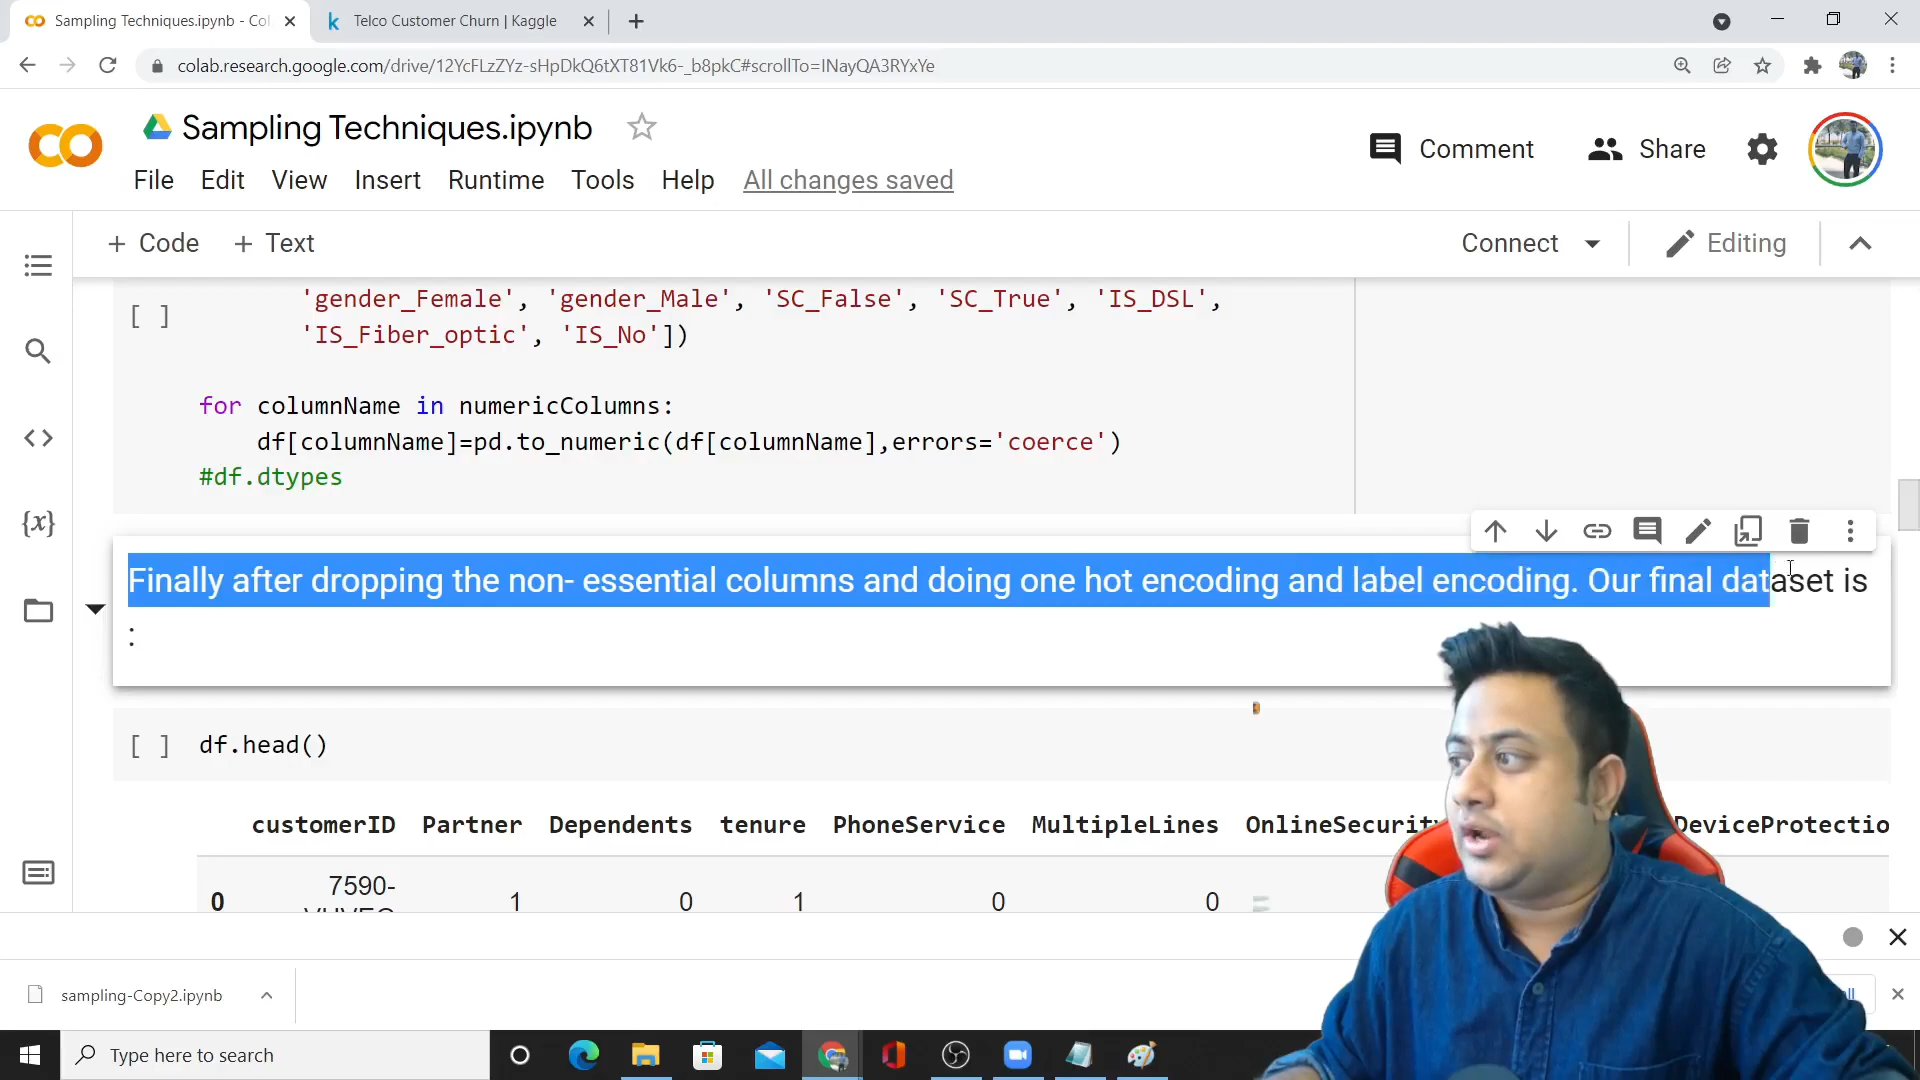 Sampling Techniques.ipynb - Col
Telco Customer Churn | Kaggle
colab.research.google.com/drive/12YcFLzZYz-sHpDkQ6tXT81Vk6-_b8pkC#scrollTo=INayQA3RYxYe
Sampling Techniques.ipynb
Comment
Share
File Edit View Insert Runtime Tools Help All changes saved
+ Code + Text
Connect
Editing
[ ]
'gender_Female', 'gender_Male', 'SC_False', 'SC_True', 'IS_DSL',
'IS_Fiber_optic', 'IS_No'])
for columnName in numericColumns:
df[columnName]=pd.to_numeric(df[columnName],errors='coerce')
#df.dtypes
{x}
Finally after dropping the non- essential columns and doing one hot encoding and label encoding. Our final dataset is
:
[ ] df.head()
customerID Partner Dependents tenure PhoneService MultipleLines OnlineSecurity DeviceProtectio
0 7590- 1 0 1 0 0
sampling-Copy2.ipynb
Type here to search